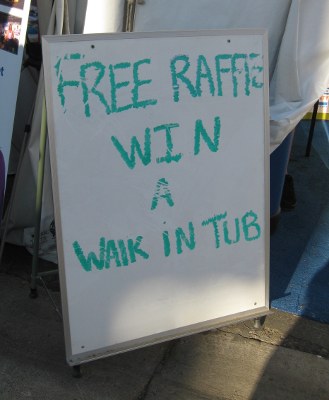 FREE RAFFLE
WIN
A
WALK iN TUB